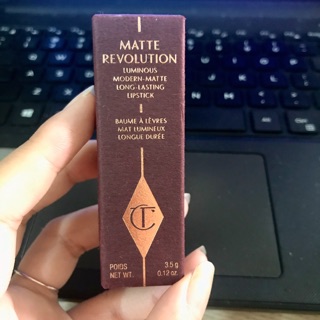 MATTE
REVOLUTION
LUMINOUS
MODERN-MATTE
LONG-LASTING
LIPSTICK
BAUME À LÈVRES
MAT LUMINEUX
LONGUE DURÉE
CT
POIDS 3.5 g
NET WT. 0.12 oz.